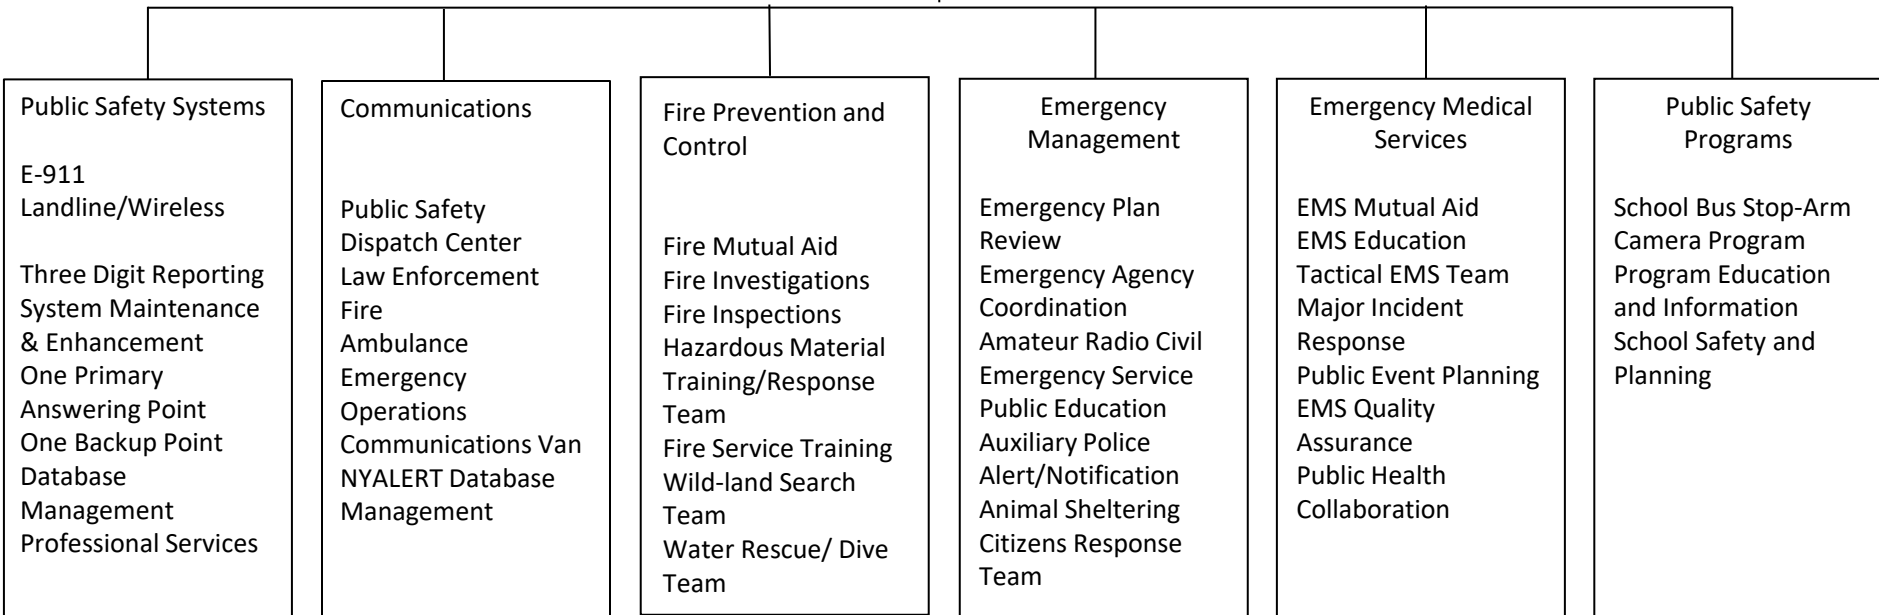 Public Safety Systems
E-911
Landline/Wireless
Three Digit Reporting
System Maintenance
& Enhancement
One Primary
Answering Point
One Backup Point
Database
Management
Professional Services
Communications
Public Safety
Dispatch Center
Law Enforcement
Fire
Ambulance
Emergency
Operations
Communications Van
NYALERT Database
Management
Fire Prevention and
Control
Fire Mutual Aid
Fire Investigations
Fire Inspections
Hazardous Material
Training/Response
Team
Fire Service Training
Wild-land Search
Team
Water Rescue/ Dive
Team
Emergency
Management
Emergency Plan
Review
Emergency Agency
Coordination
Amateur Radio Civil
Emergency Service
Public Education
Auxiliary Police
Alert/Notification
Animal Sheltering
Citizens Response
Team
Emergency Medical
Services
EMS Mutual Aid
EMS Education
Tactical EMS Team
Major Incident
Response
Public Event Planning
EMS Quality
Assurance
Public Health
Collaboration
Public Safety
Programs
School Bus Stop-Arm
Camera Program
Program Education
and Information
School Safety and
Planning